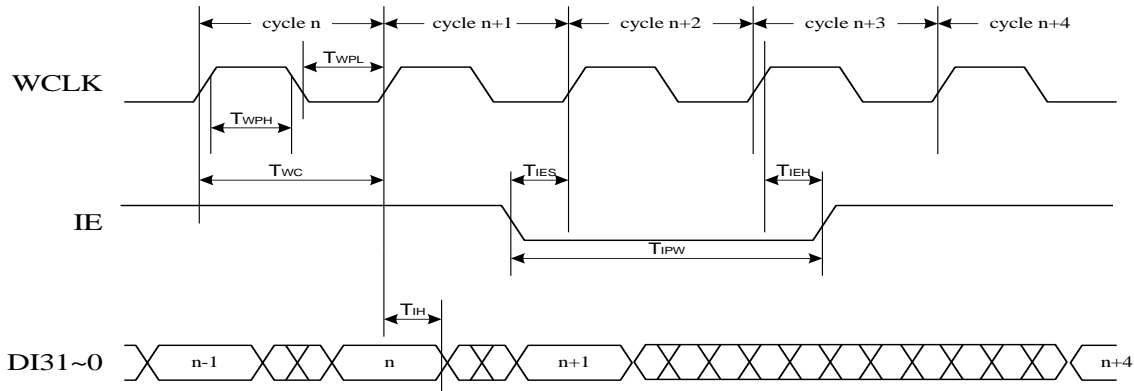 cycle n cycle n+1 cycle n+2 cycle n+3 cycle n+4
TWPL
WCLK
TWPH
TWC TIES TIEH
IE
TIPW
TIH
DI31~0 n-1 n n+1 n+4